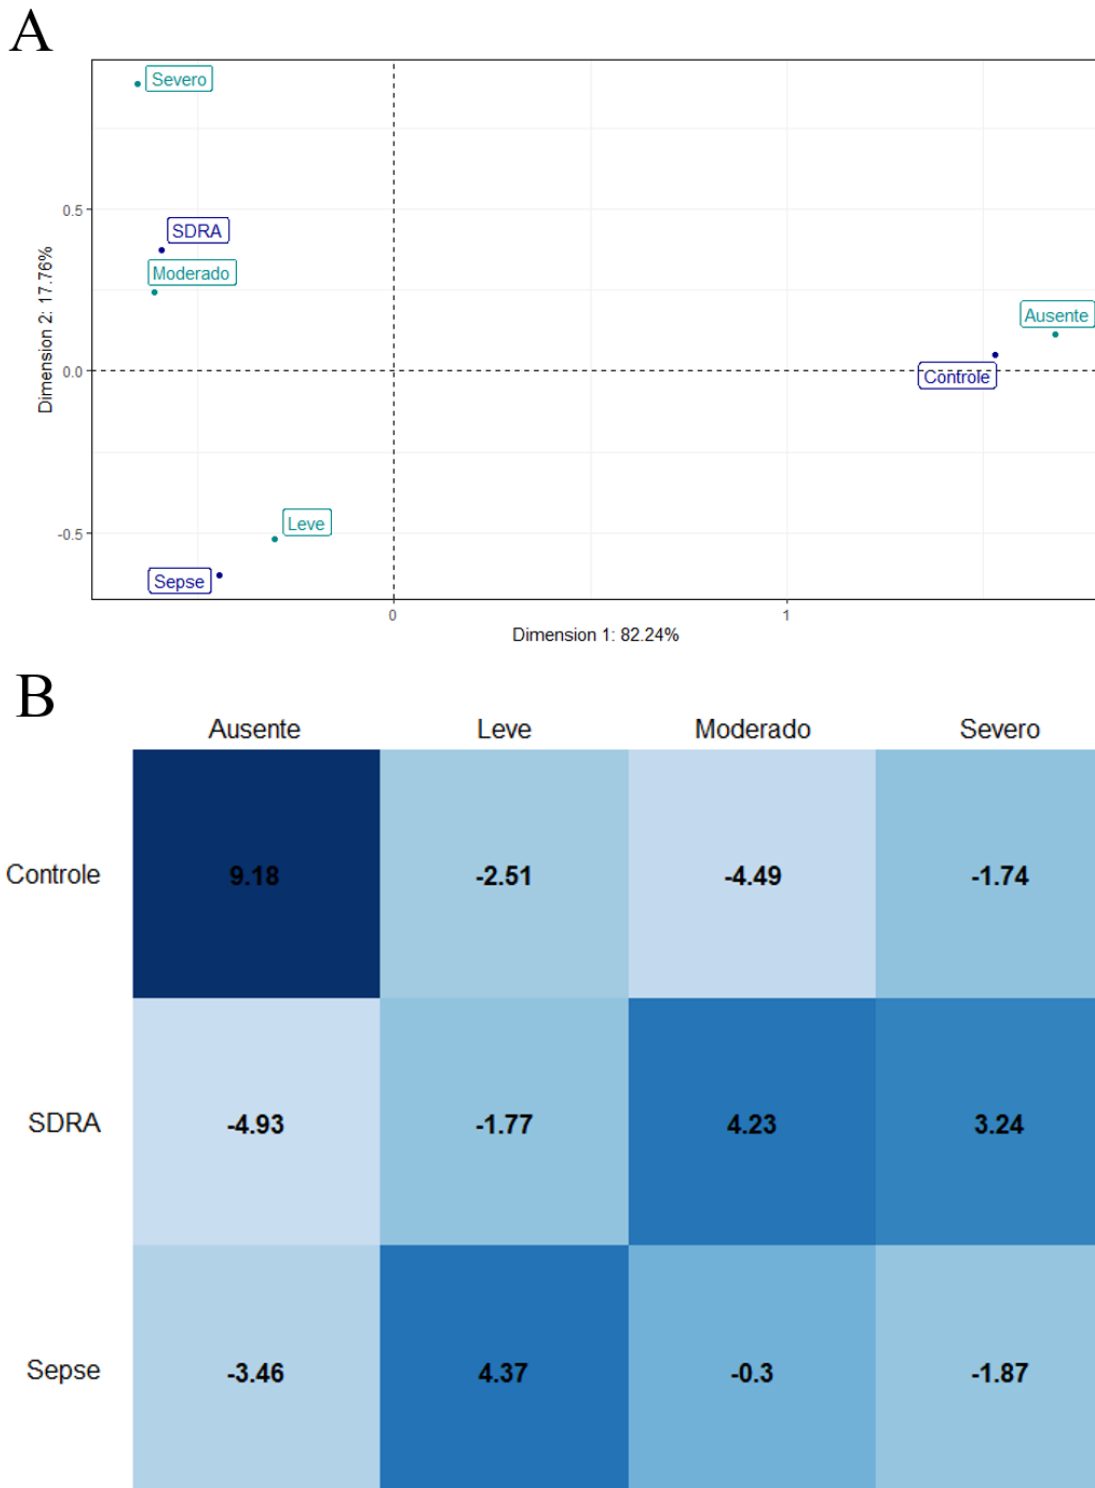 A
Severo
0.5
SDRA
Moderado
Ausente
0.0
Controle
Dimension 2: 17.76%
-0.5
Leve
Sepse
0 1
Dimension 1: 82.24%
B
Ausente Leve Moderado Severo
Controle 9.18 -2.51 -4.49 -1.74
SDRA -4.93 -1.77 4.23 3.24
Sepse -3.46 4.37 -0.3 -1.87